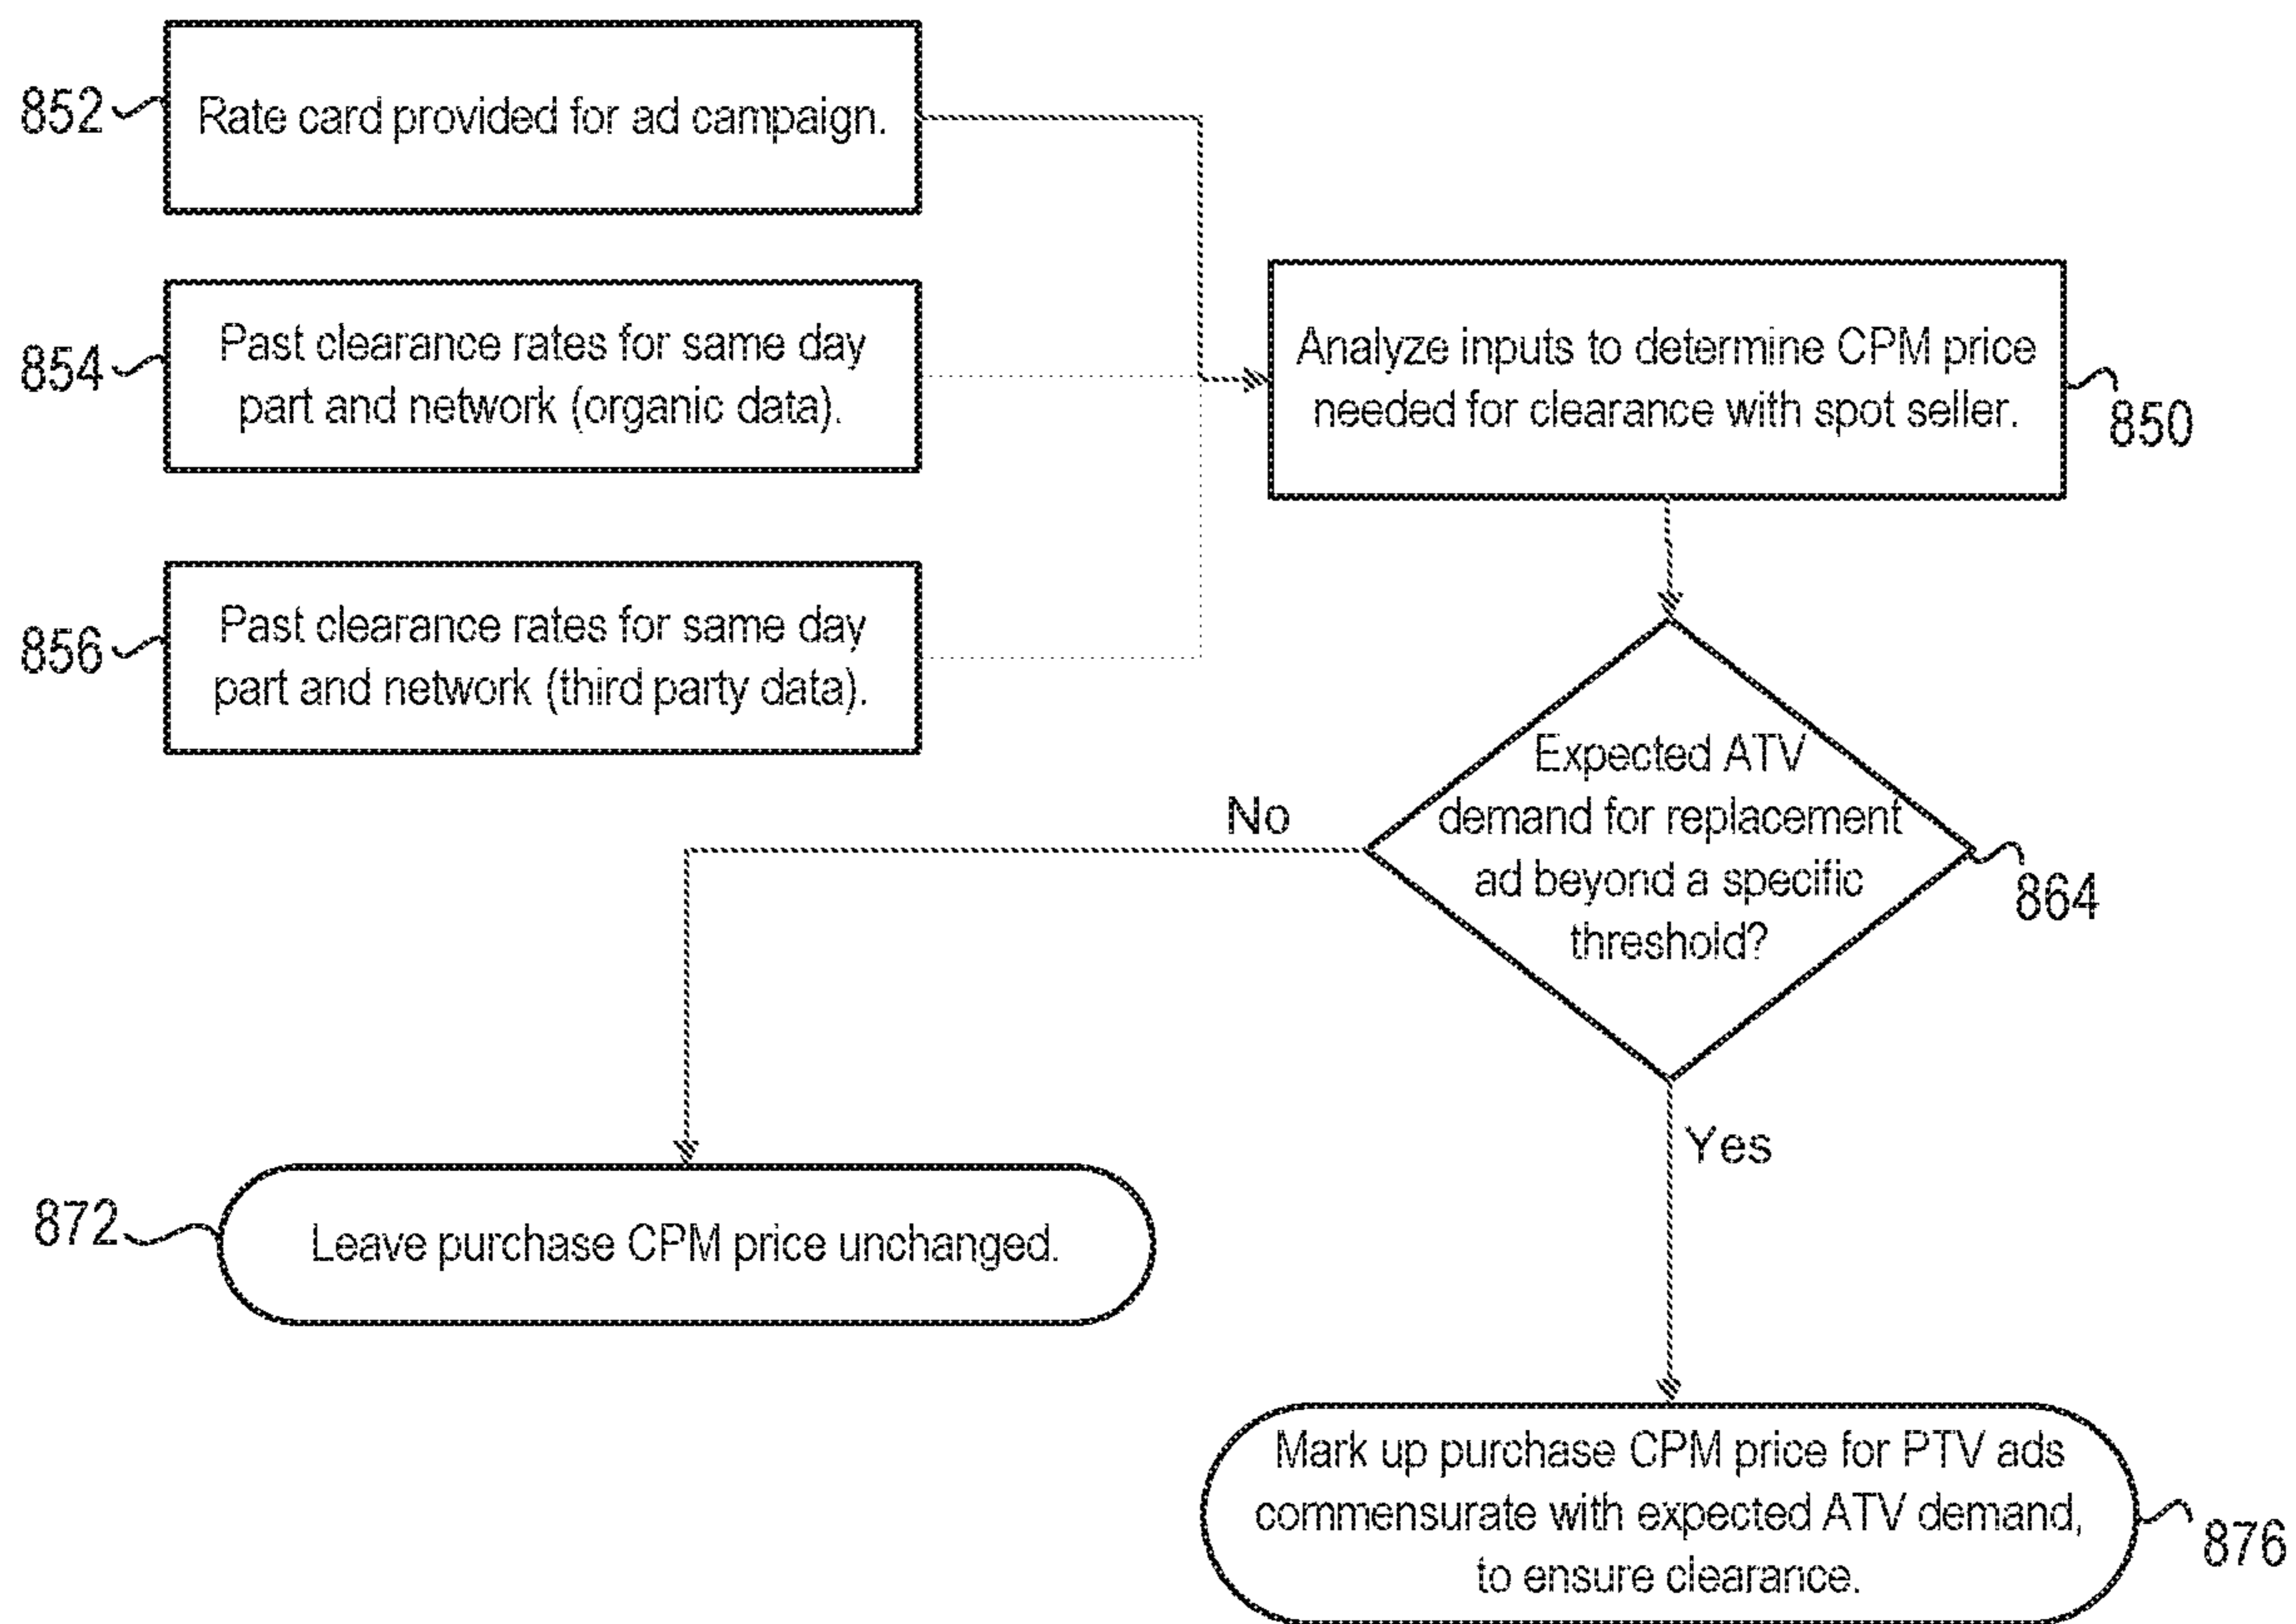 852
Rate card provided for ad campaign.
854
Past clearance rates for same day
part and network (organic data).
856
Past clearance rates for same day
part and network (third party data).
Analyze inputs to determine CPM price
needed for clearance with spot seller.
850
Expected ATV
demand for replacement
ad beyond a specific
threshold?
864
No
Yes
872
Leave purchase CPM price unchanged.
Mark up purchase CPM price for PTV ads
commensurate with expected ATV demand,
to ensure clearance.
876